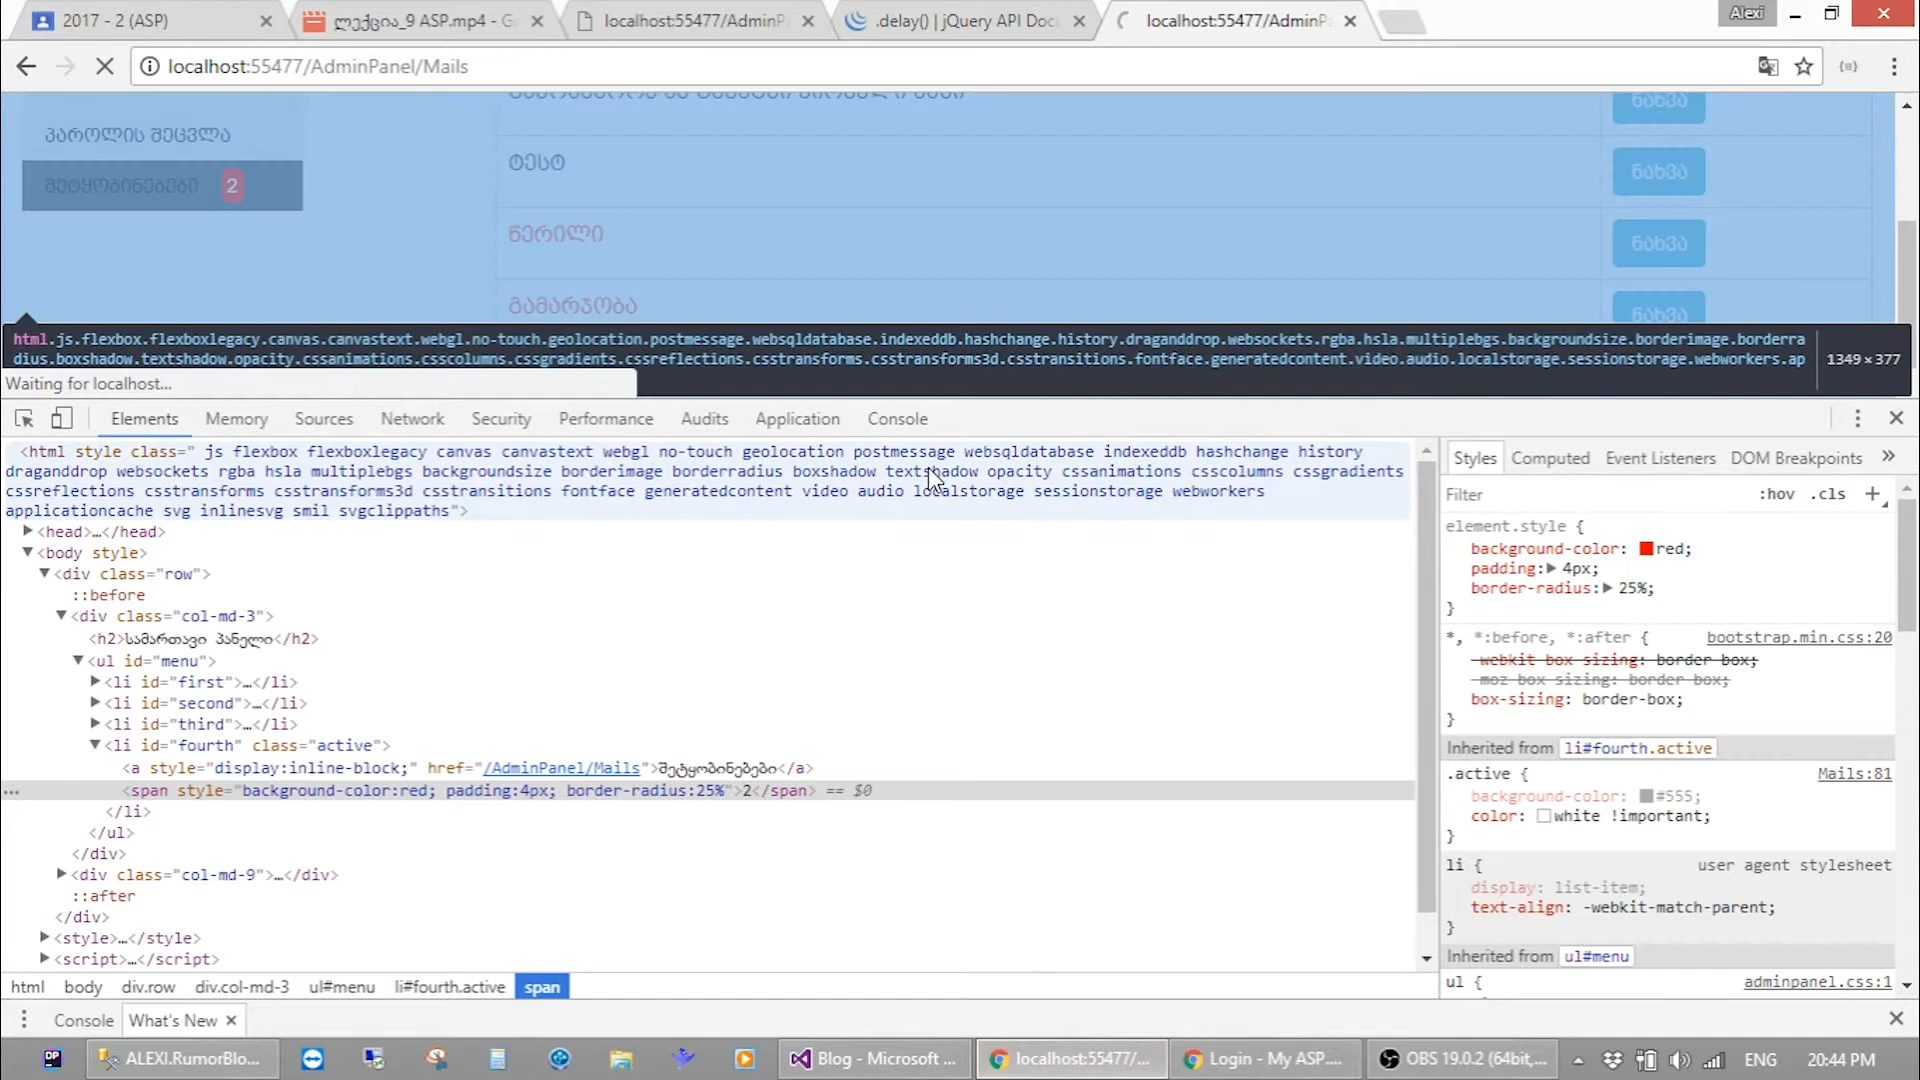 2017 - 2 (ASP)
ლექცია_9 ASP.mp4 - G
localhost:55477/AdminP
.delay() | jQuery API Docu
localhost:55477/AdminP
Alexi
localhost:55477/AdminPanel/Mails
ნახვა
პაროლის შეცვლა
ტესტ
ნახვა
შეტყობინებები 2
წერილი
ნახვა
გამარჯობა
ნახვა
html.js.flexbox.flexboxlegacy.canvas.canvastext.webgl.no-touch.geolocation.postmessage.websqldatabase.indexeddb.hashchange.history.draganddrop.websockets.rgba.hsla.multiplebgs.backgroundsize.borderimage.borderra
dius.boxshadow.textshadow.opacity.cssanimations.csscolumns.cssgradients.cssreflections.csstransforms.csstransforms3d.csstransitions.fontface.generatedcontent.video.audio.localstorage.sessionstorage.webworkers.ap
1349 × 377
Waiting for localhost...
Elements Memory Sources Network Security Performance Audits Application Console
<html style class=" js flexbox flexboxlegacy canvas canvastext webgl no-touch geolocation postmessage websqldatabase indexeddb hashchange history
draganddrop websockets rgba hsla multiplebgs backgroundsize borderimage borderradius boxshadow textshadow opacity cssanimations csscolumns cssgradients
cssreflections csstransforms csstransforms3d csstransitions fontface generatedcontent video audio localstorage sessionstorage webworkers
applicationcache svg inlinesvg smil svgclippaths">
<head>…</head>
<body style>
<div class="row">
::before
<div class="col-md-3">
<h2>სამართავი პანელი</h2>
<ul id="menu">
<li id="first">…</li>
<li id="second">…</li>
<li id="third">…</li>
<li id="fourth" class="active">
<a style="display:inline-block;" href="/AdminPanel/Mails">შეტყობინებები</a>
<span style="background-color:red; padding:4px; border-radius:25%">2</span> == $0
</li>
</ul>
</div>
<div class="col-md-9">…</div>
::after
</div>
<style>…</style>
<script>…</script>
html body div.row div.col-md-3 ul#menu li#fourth.active span
Styles Computed Event Listeners DOM Breakpoints »
Filter :hov .cls +
element.style {
background-color: red;
padding: 4px;
border-radius: 25%;
}
*, *:before, *:after { bootstrap.min.css:20
-webkit-box-sizing: border-box;
-moz-box-sizing: border-box;
box-sizing: border-box;
}
Inherited from li#fourth.active
.active { Mails:81
background-color: #555;
color: white !important;
}
li { user agent stylesheet
display: list-item;
text-align: -webkit-match-parent;
}
Inherited from ul#menu
ul { adminpanel.css:1
Console What's New
DP
ALEXI.RumorBlo...
Blog - Microsoft ...
localhost:55477/...
Login - My ASP....
OBS 19.0.2 (64bit,...
ENG
20:44 PM